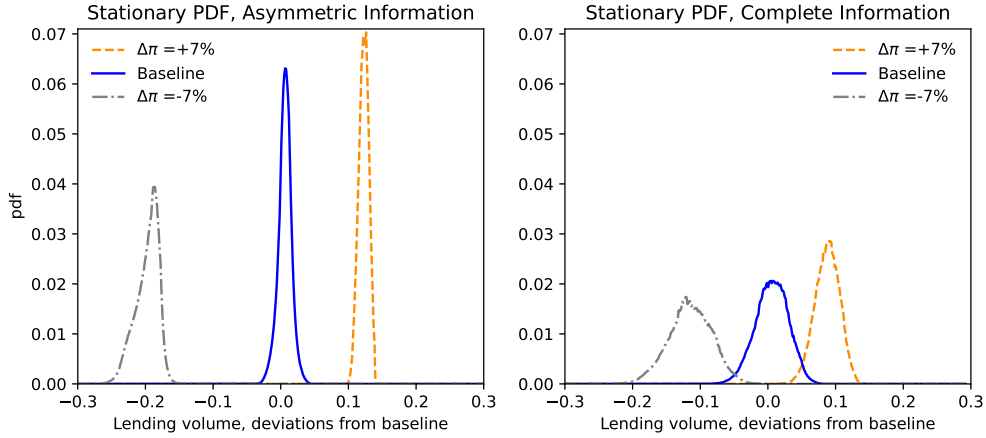 Stationary PDF, Asymmetric Information
0.07
0.06
0.05
0.04
0.03
0.02
0.01
0.00
pdf
Δπ =+7%
Baseline
Δπ =-7%
−0.3 −0.2 −0.1 0.0 0.1 0.2 0.3
Lending volume, deviations from baseline
Stationary PDF, Complete Information
0.07
0.06
0.05
0.04
0.03
0.02
0.01
0.00
Δπ =+7%
Baseline
Δπ =-7%
−0.3 −0.2 −0.1 0.0 0.1 0.2 0.3
Lending volume, deviations from baseline